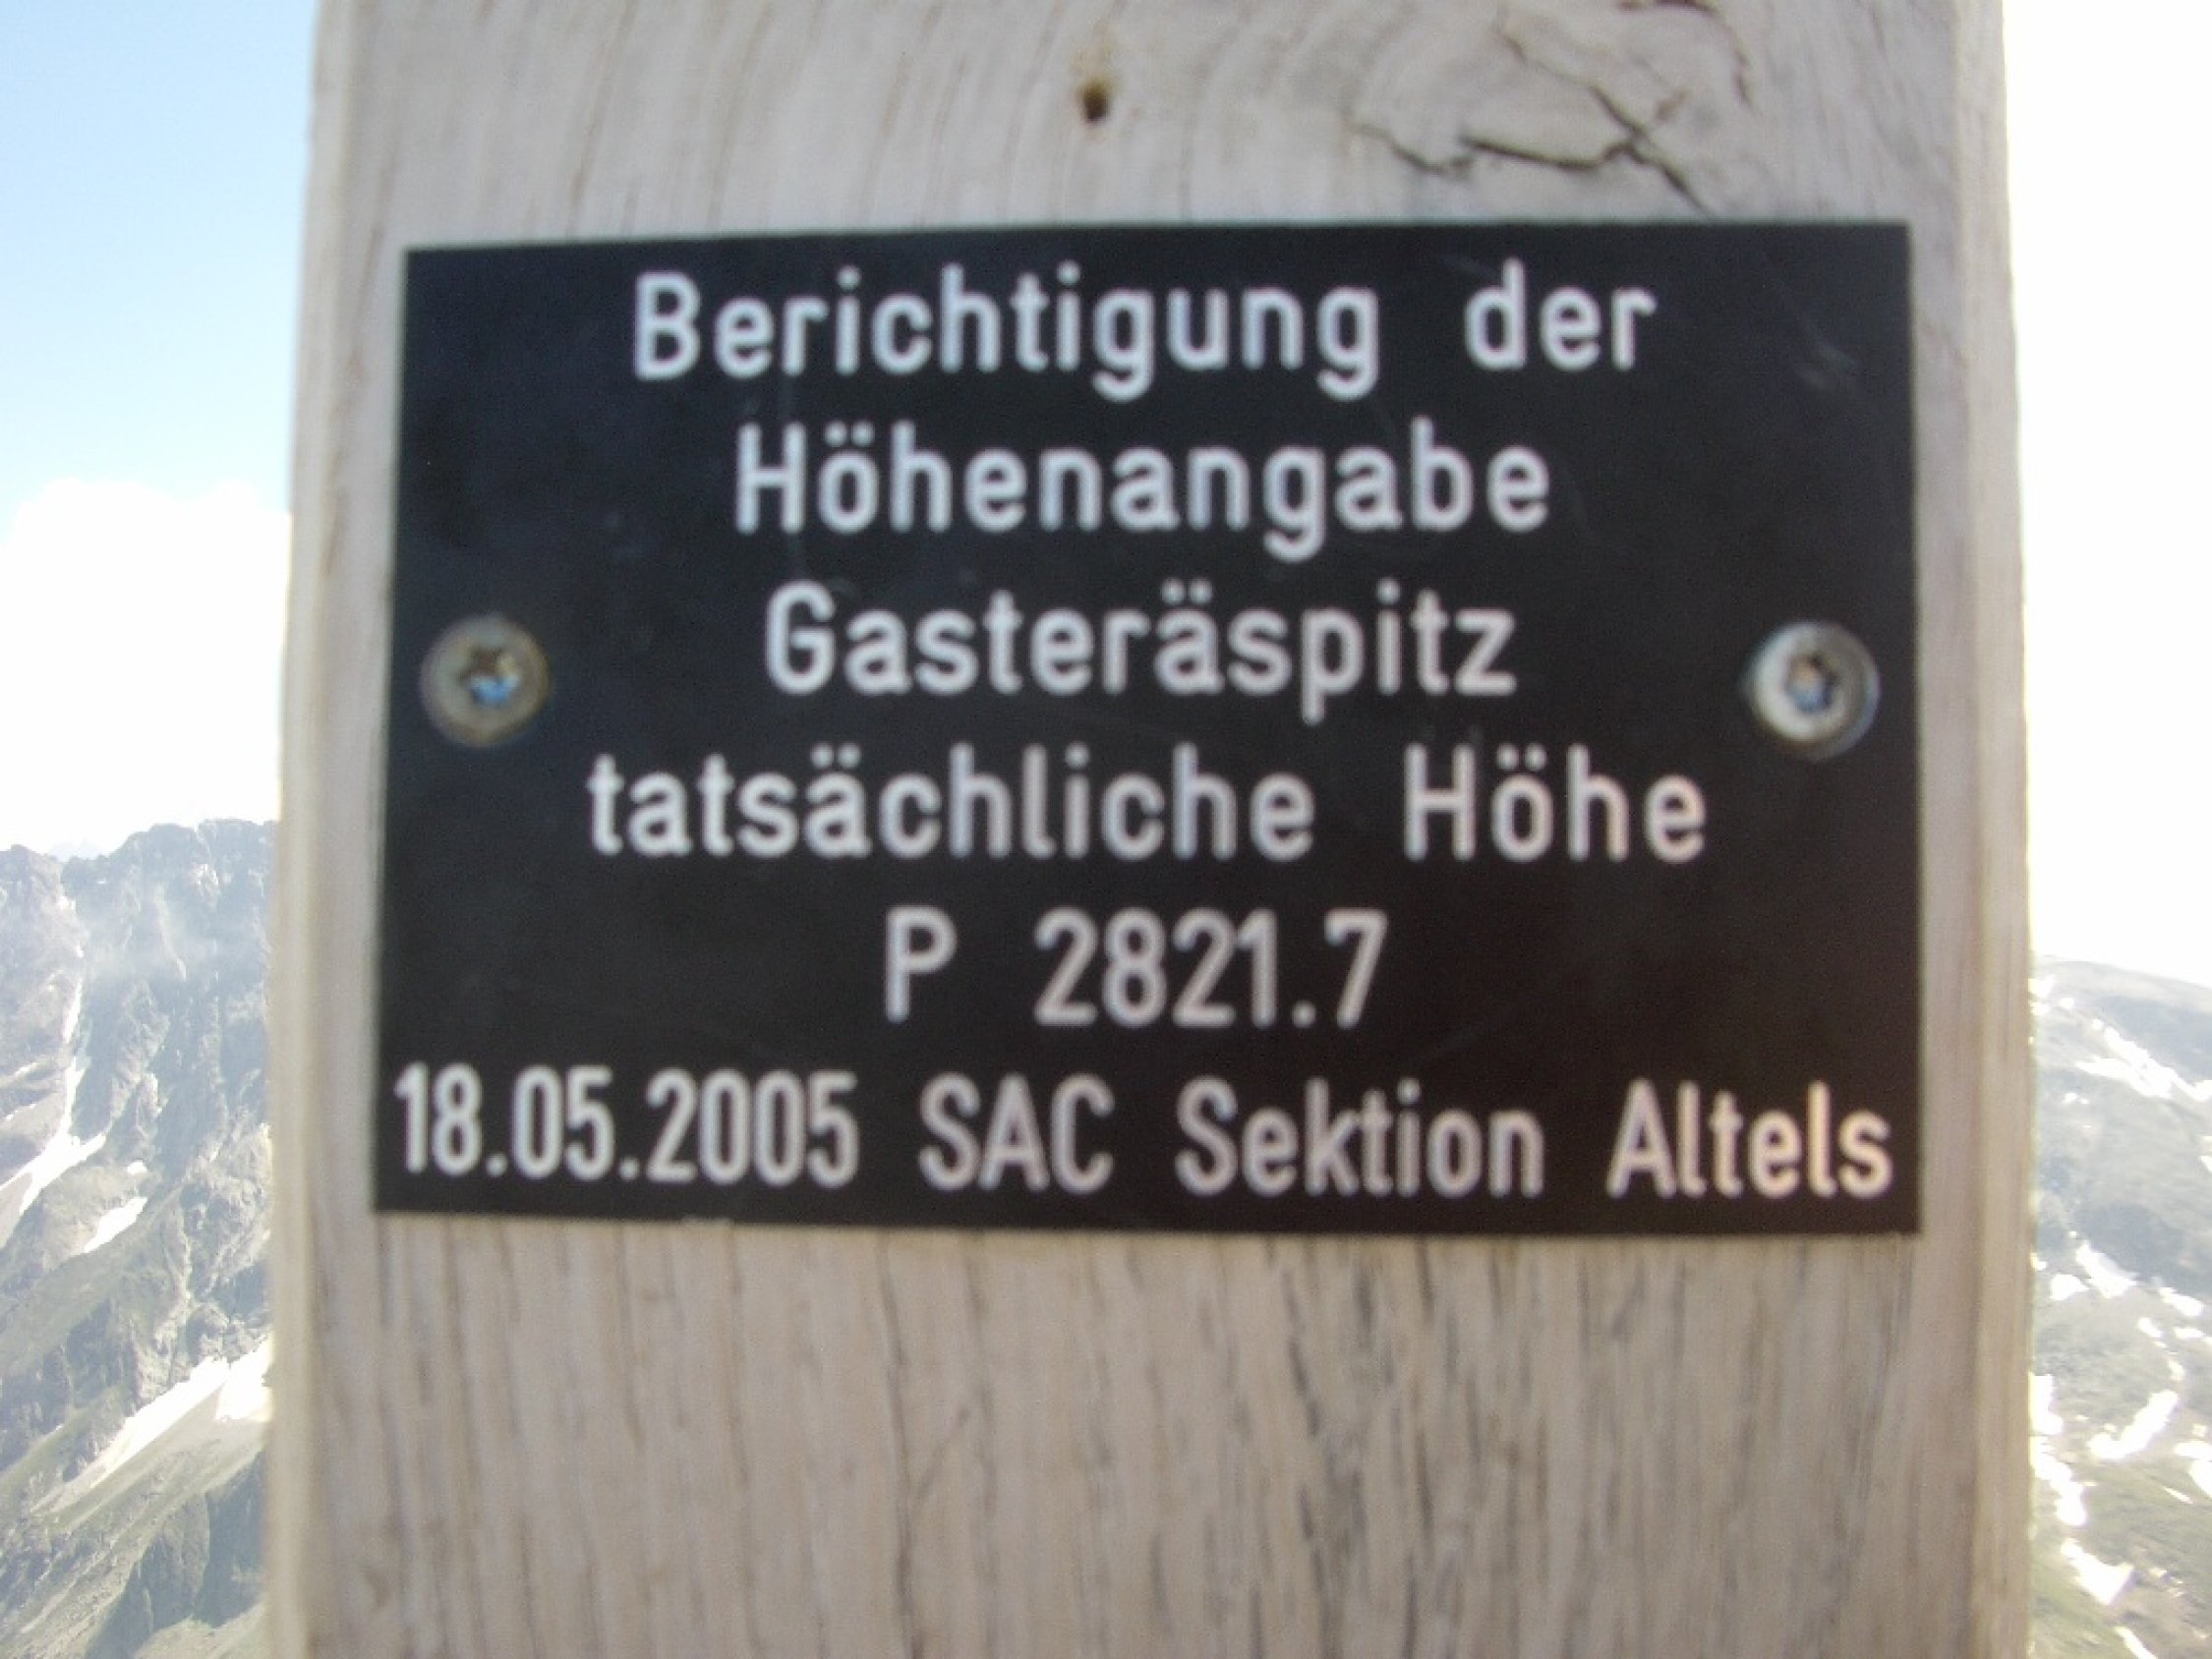 Berichtigung der
Höhenangabe
Gasteräspitz
tatsächliche Höhe
P 2821.7
18.05.2005 SAC Sektion Altels